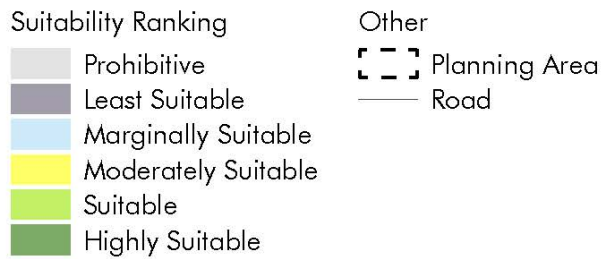 Suitability Ranking
Prohibitive
Least Suitable
Marginally Suitable
Moderately Suitable
Suitable
Highly Suitable
Other
Planning Area
Road